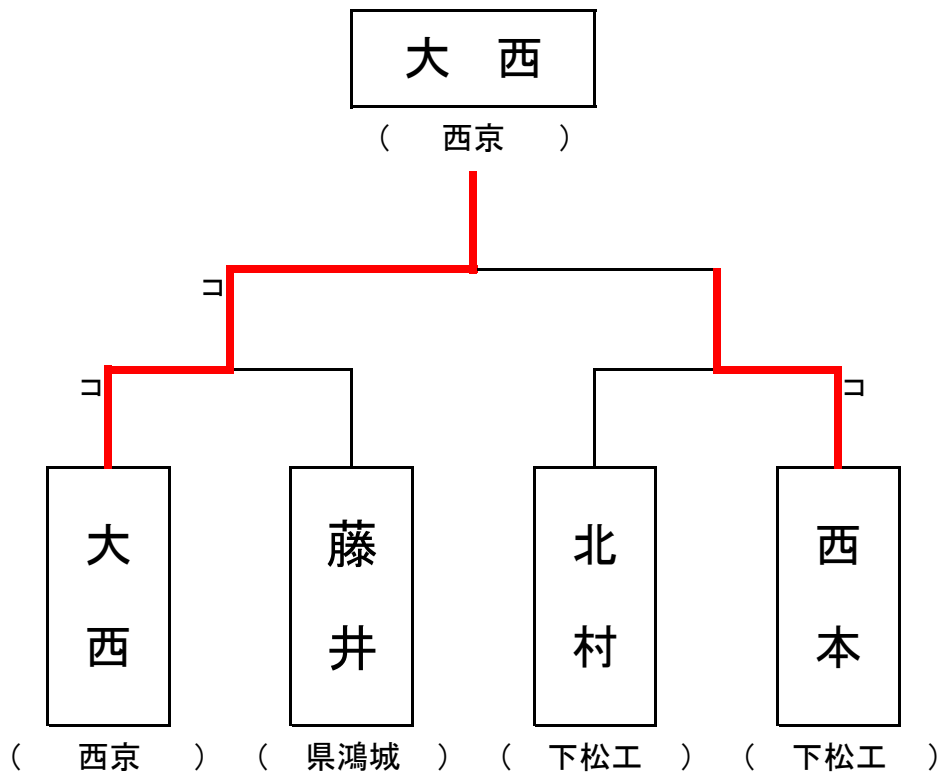 大 西
( 西京 )
コ
コ
コ
大西
藤井
北村
西本
( 西京 )
( 県鴻城 )
( 下松工 )
( 下松工 )